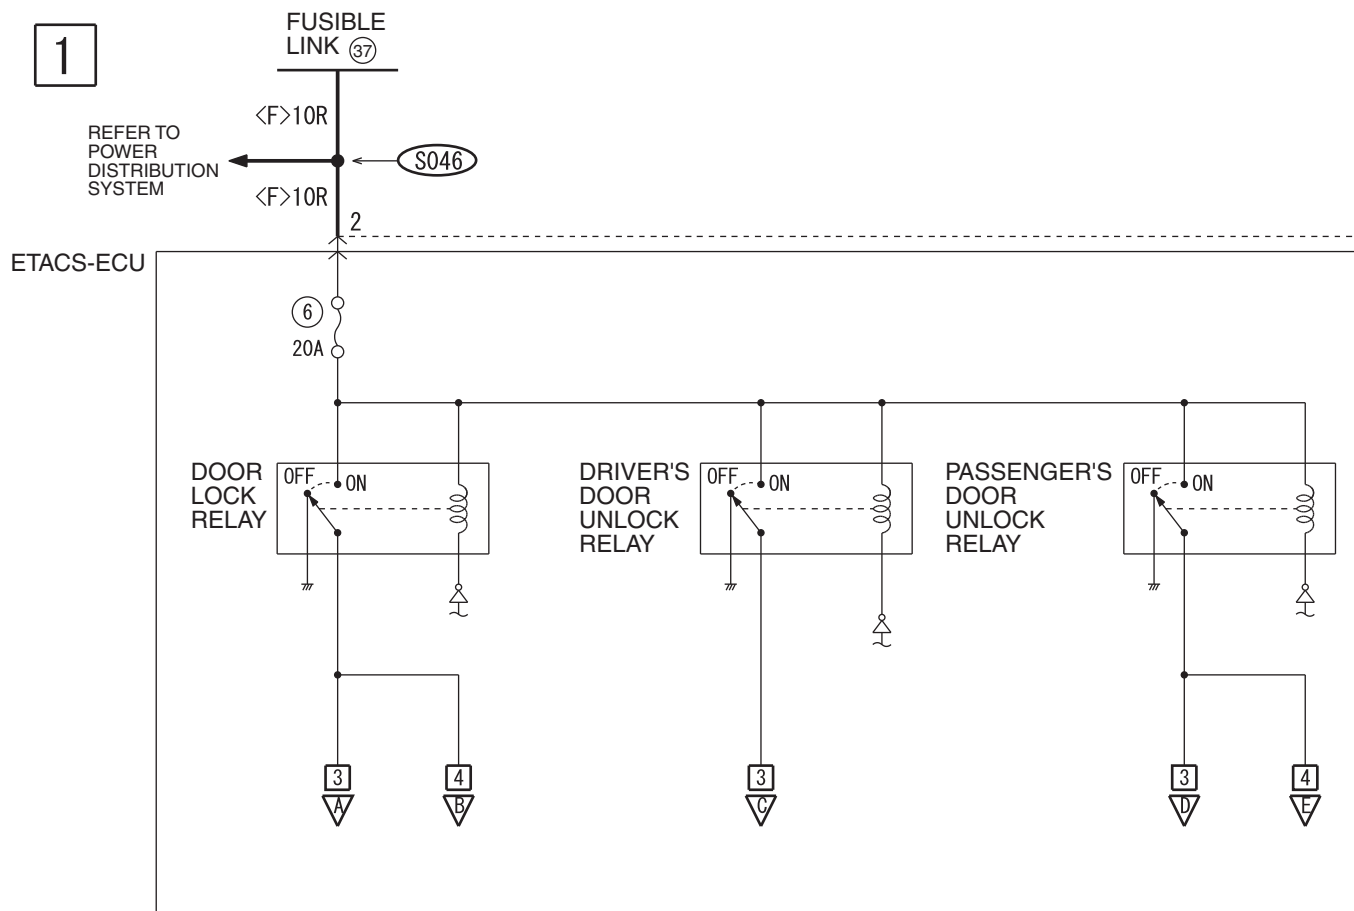 1
FUSIBLE
LINK 37
<F>10R
REFER TO
POWER
DISTRIBUTION
SYSTEM
S046
<F>10R
2
ETACS-ECU
6
20A
DOOR
LOCK
RELAY
OFF
ON
DRIVER'S
DOOR
UNLOCK
RELAY
OFF
ON
PASSENGER'S
DOOR
UNLOCK
RELAY
OFF
ON
3
4
3
3
4
A
B
C
D
E